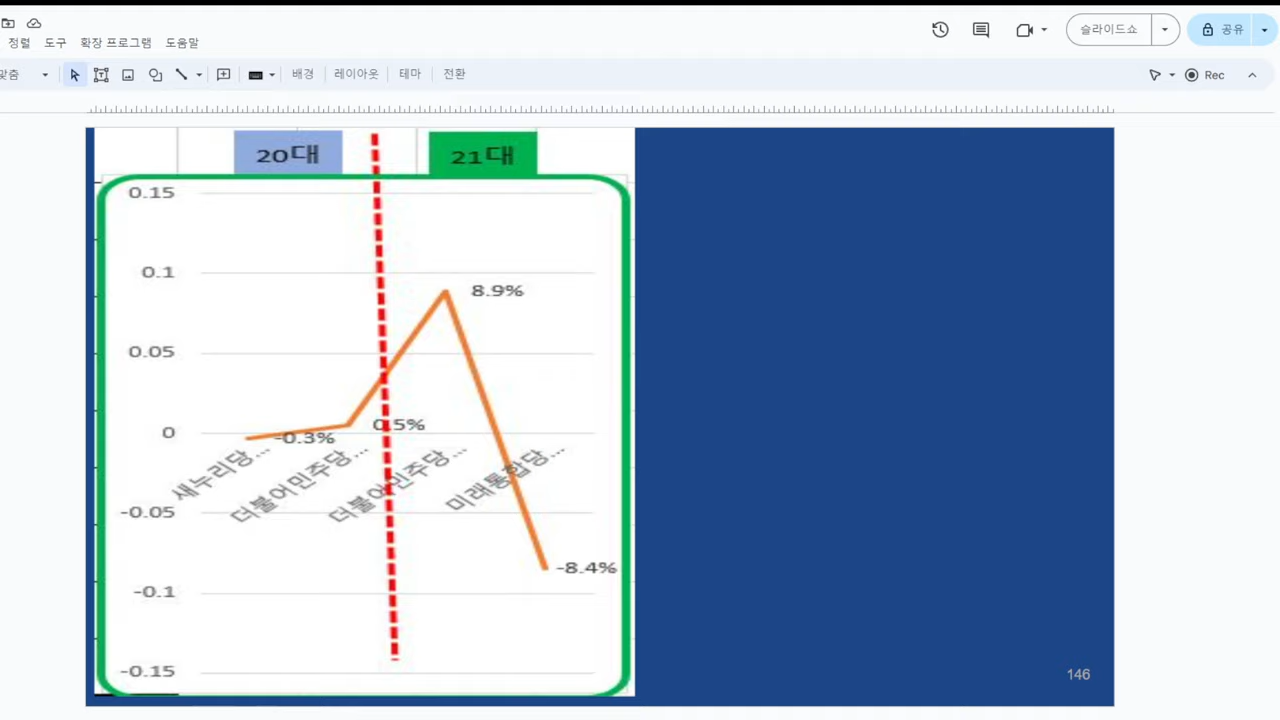 정렬 도구 확장 프로그램 도움말
슬라이드쇼
공유
맞춤
배경 레이아웃 테마 전환
Rec
20대
21대
0.15
0.1
8.9%
0.05
0.5%
0
-0.3%
새누리당...
더불어민주당...
더불어민주당...
미래통합당...
-0.05
-8.4%
-0.1
-0.15
146